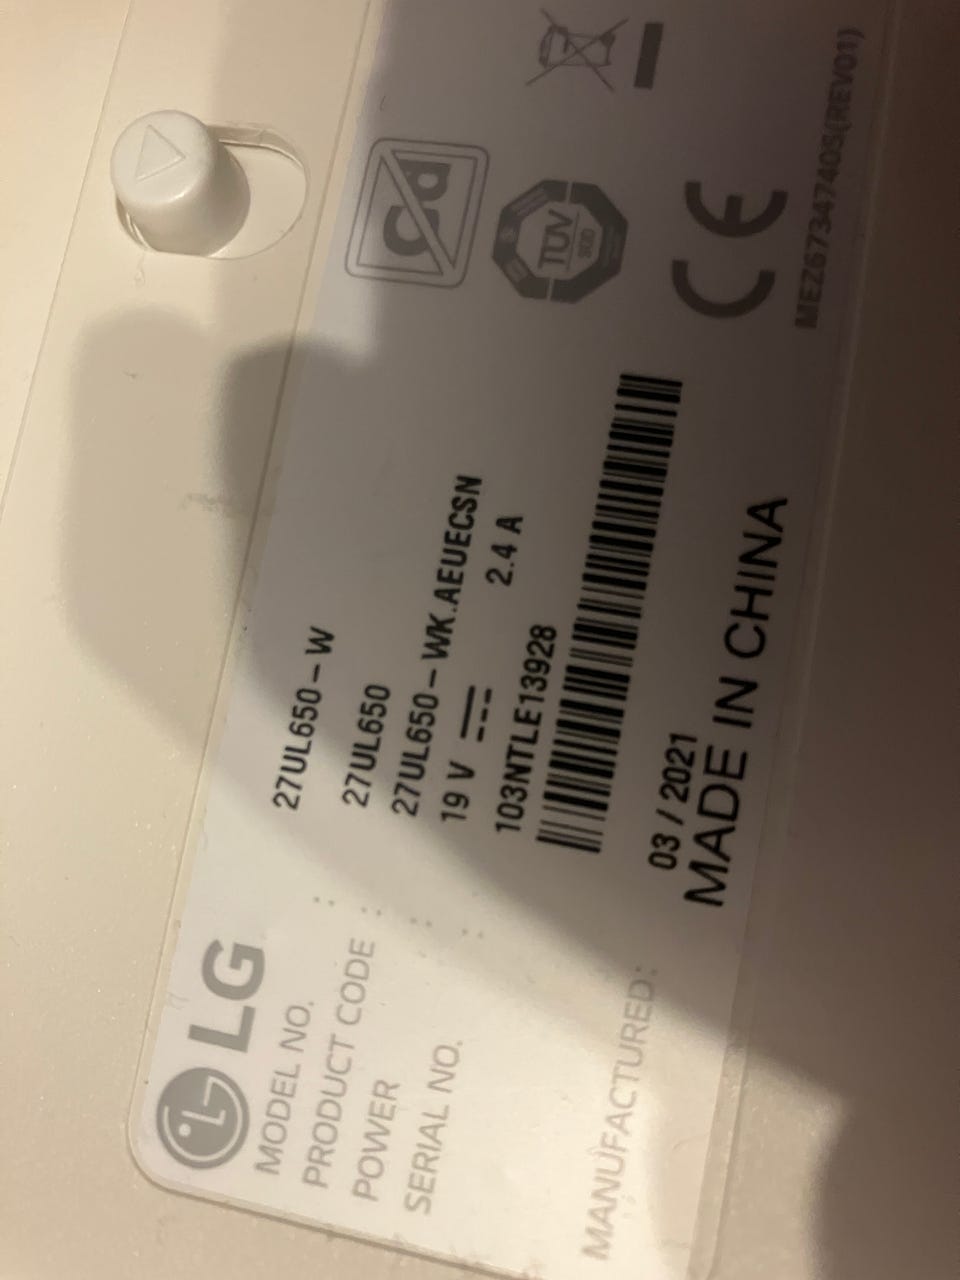 LG
MODEL NO. : 27UL650-W
27UL650
PRODUCT CODE : 27UL650-WK.AEUECSN
POWER : 19 V 2.4 A
SERIAL NO. : 103NTLE13928
MANUFACTURED : 03 / 2021
MADE IN CHINA
Cd
TÜV
SÜD
CE
MEZ67347405(REV01)